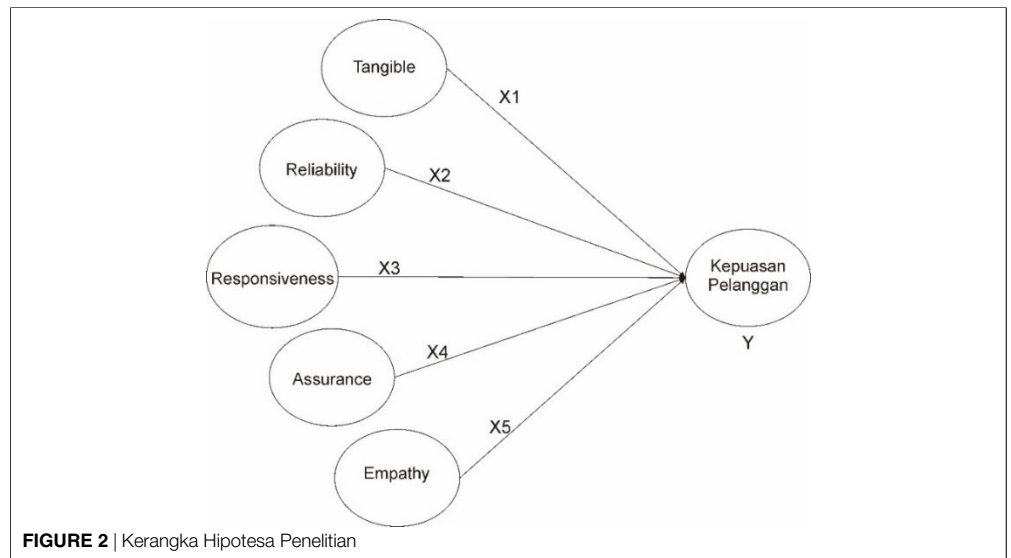 Tangible
X1
Reliability
X2
Responsiveness
X3
Kepuasan
Pelanggan
Y
Assurance
X4
Empathy
X5
FIGURE 2 | Kerangka Hipotesa Penelitian